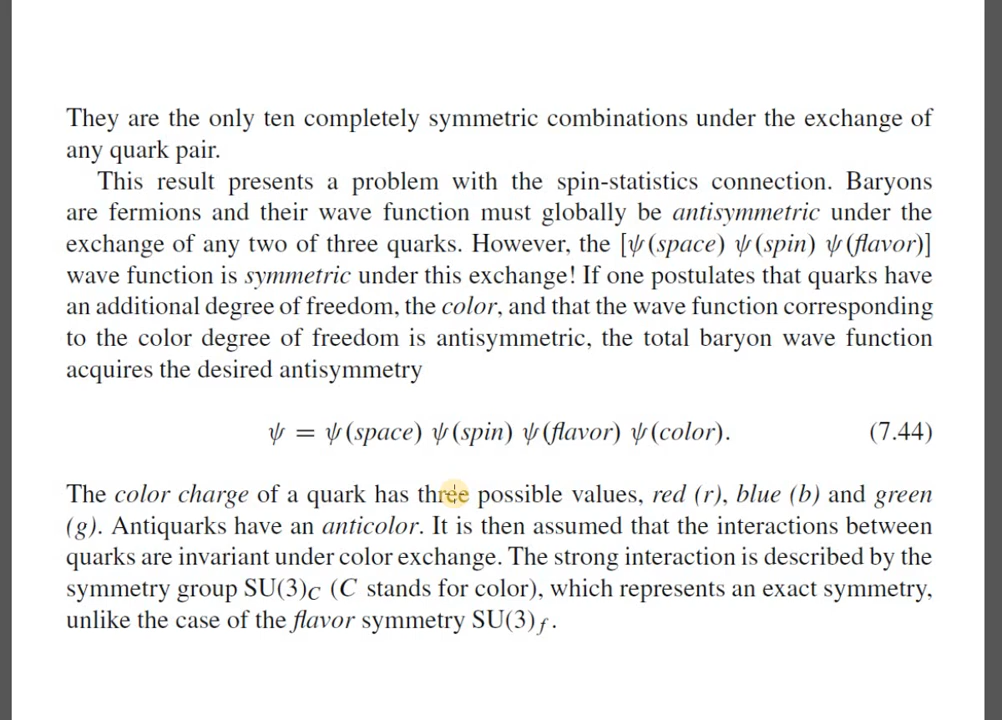 They are the only ten completely symmetric combinations under the exchange of
any quark pair.
This result presents a problem with the spin-statistics connection. Baryons
are fermions and their wave function must globally be antisymmetric under the
exchange of any two of three quarks. However, the [ψ(space) ψ(spin) ψ(flavor)]
wave function is symmetric under this exchange! If one postulates that quarks have
an additional degree of freedom, the color, and that the wave function corresponding
to the color degree of freedom is antisymmetric, the total baryon wave function
acquires the desired antisymmetry
ψ = ψ(space) ψ(spin) ψ(flavor) ψ(color). (7.44)
The color charge of a quark has three possible values, red (r), blue (b) and green
(g). Antiquarks have an anticolor. It is then assumed that the interactions between
quarks are invariant under color exchange. The strong interaction is described by the
symmetry group SU(3)C (C stands for color), which represents an exact symmetry,
unlike the case of the flavor symmetry SU(3)f.